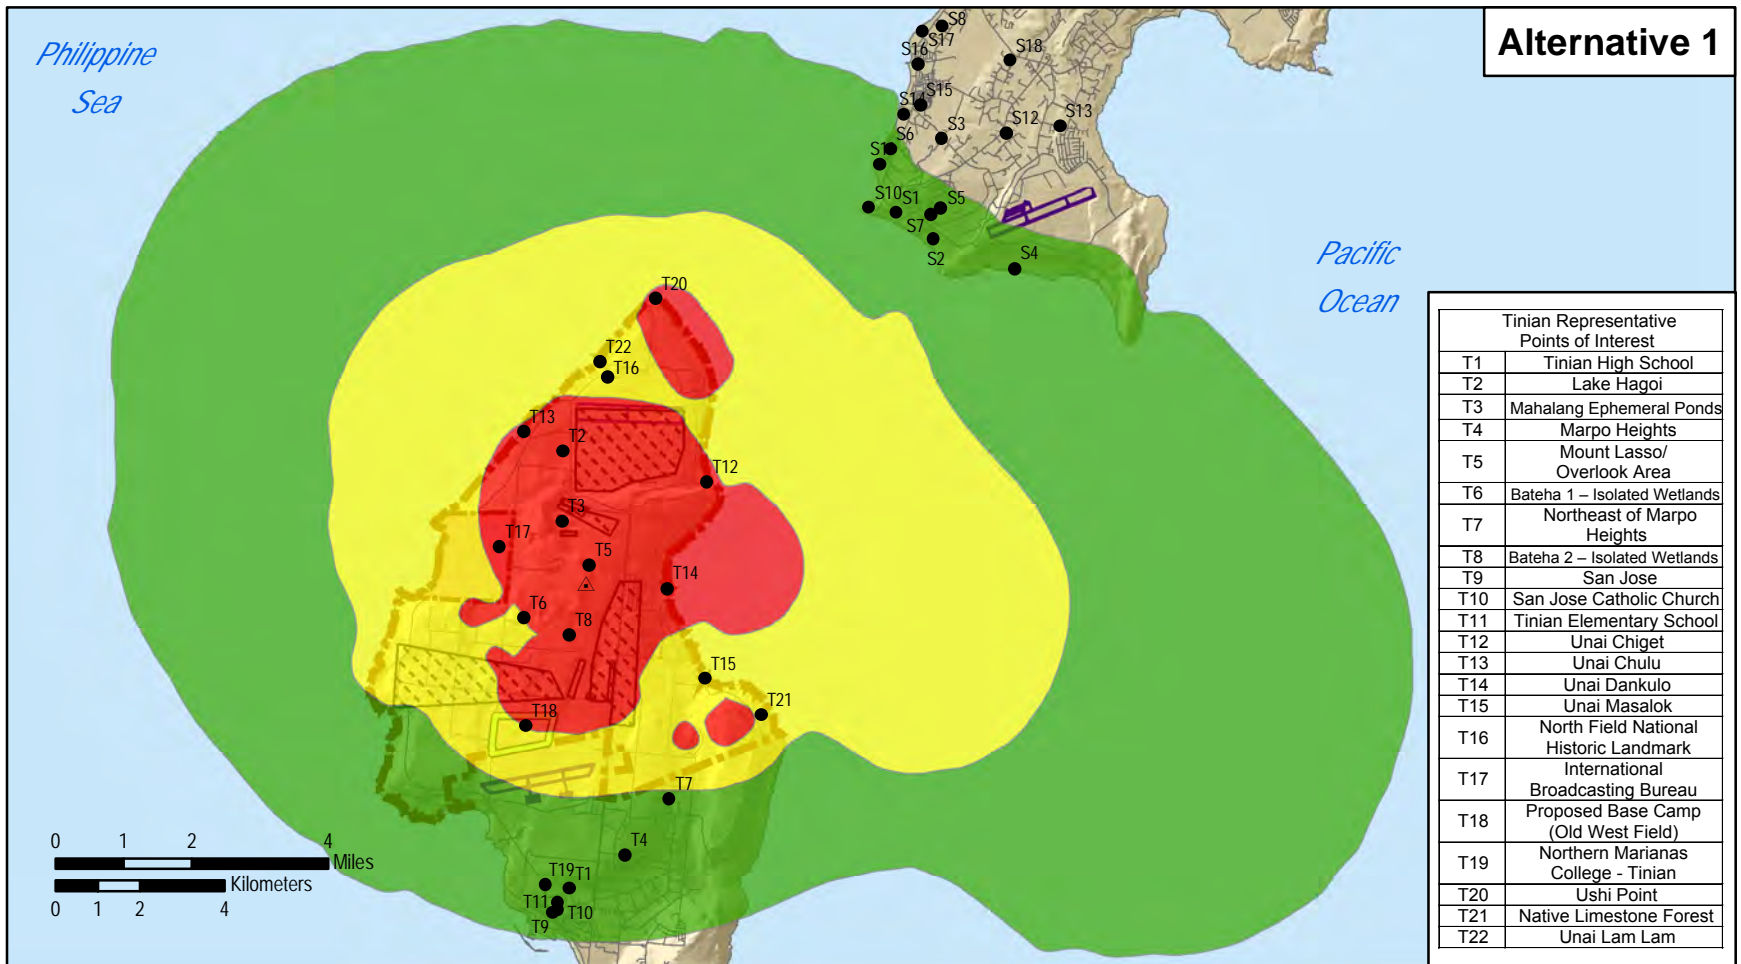 Alternative 1
Philippine
Sea
Pacific
Ocean
S8
S17
S16
S18
S15
S14
S3
S12
S13
S6
S1
S10
S1
S5
S7
S2
S4
T20
T22
T16
T13
T2
T12
T3
T17
T5
T14
T6
T8
T15
T21
T18
T7
T4
T19
T1
T11
T10
T9
0 1 2 4
Miles
Kilometers
0 1 2 4
Tinian Representative
Points of Interest
T1 Tinian High School
T2 Lake Hagoi
T3 Mahalang Ephemeral Ponds
T4 Marpo Heights
T5 Mount Lasso/
Overlook Area
T6 Bateha 1 – Isolated Wetlands
T7 Northeast of Marpo
Heights
T8 Bateha 2 – Isolated Wetlands
T9 San Jose
T10 San Jose Catholic Church
T11 Tinian Elementary School
T12 Unai Chiget
T13 Unai Chulu
T14 Unai Dankulo
T15 Unai Masalok
T16 North Field National
Historic Landmark
T17 International
Broadcasting Bureau
T18 Proposed Base Camp
(Old West Field)
T19 Northern Marianas
College - Tinian
T20 Ushi Point
T21 Native Limestone Forest
T22 Unai Lam Lam